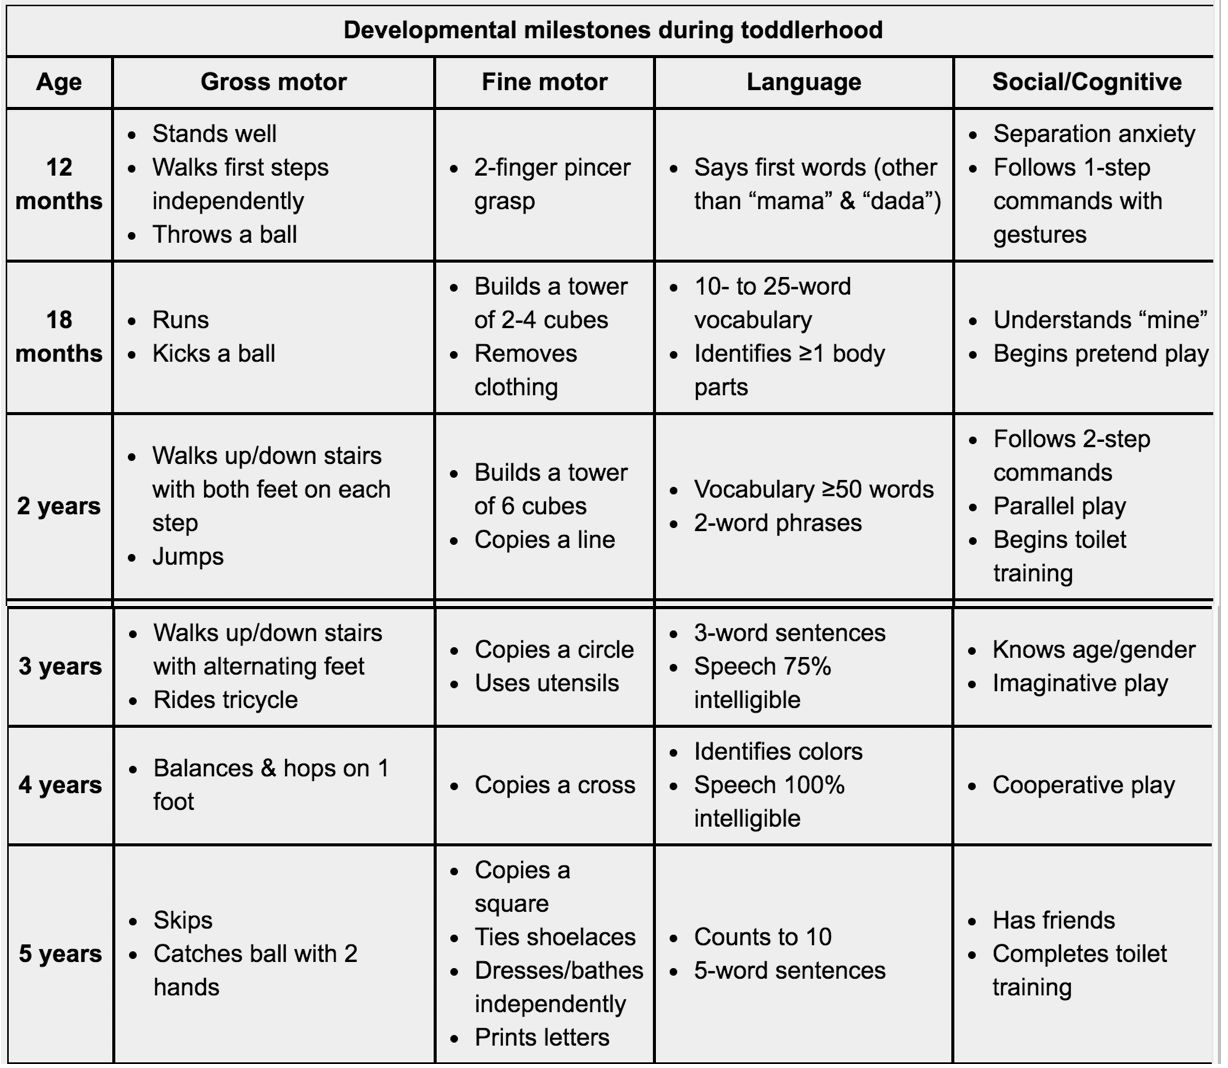 Developmental milestones during toddlerhood
Age
Gross motor
Fine motor
Language
Social/Cognitive
12
months
• Stands well
• Walks first steps
independently
• Throws a ball
• 2-finger pincer
grasp
• Says first words (other
than “mama” & “dada”)
• Separation anxiety
• Follows 1-step
commands with
gestures
18
months
• Runs
• Kicks a ball
• Builds a tower
of 2-4 cubes
• Removes
clothing
• 10- to 25-word
vocabulary
• Identifies ≥1 body
parts
• Understands “mine”
• Begins pretend play
2 years
• Walks up/down stairs
with both feet on each
step
• Jumps
• Builds a tower
of 6 cubes
• Copies a line
• Vocabulary ≥50 words
• 2-word phrases
• Follows 2-step
commands
• Parallel play
• Begins toilet
training
3 years
• Walks up/down stairs
with alternating feet
• Rides tricycle
• Copies a circle
• Uses utensils
• 3-word sentences
• Speech 75%
intelligible
• Knows age/gender
• Imaginative play
4 years
• Balances & hops on 1
foot
• Copies a cross
• Identifies colors
• Speech 100%
intelligible
• Cooperative play
5 years
• Skips
• Catches ball with 2
hands
• Copies a
square
• Ties shoelaces
• Dresses/bathes
independently
• Prints letters
• Counts to 10
• 5-word sentences
• Has friends
• Completes toilet
training